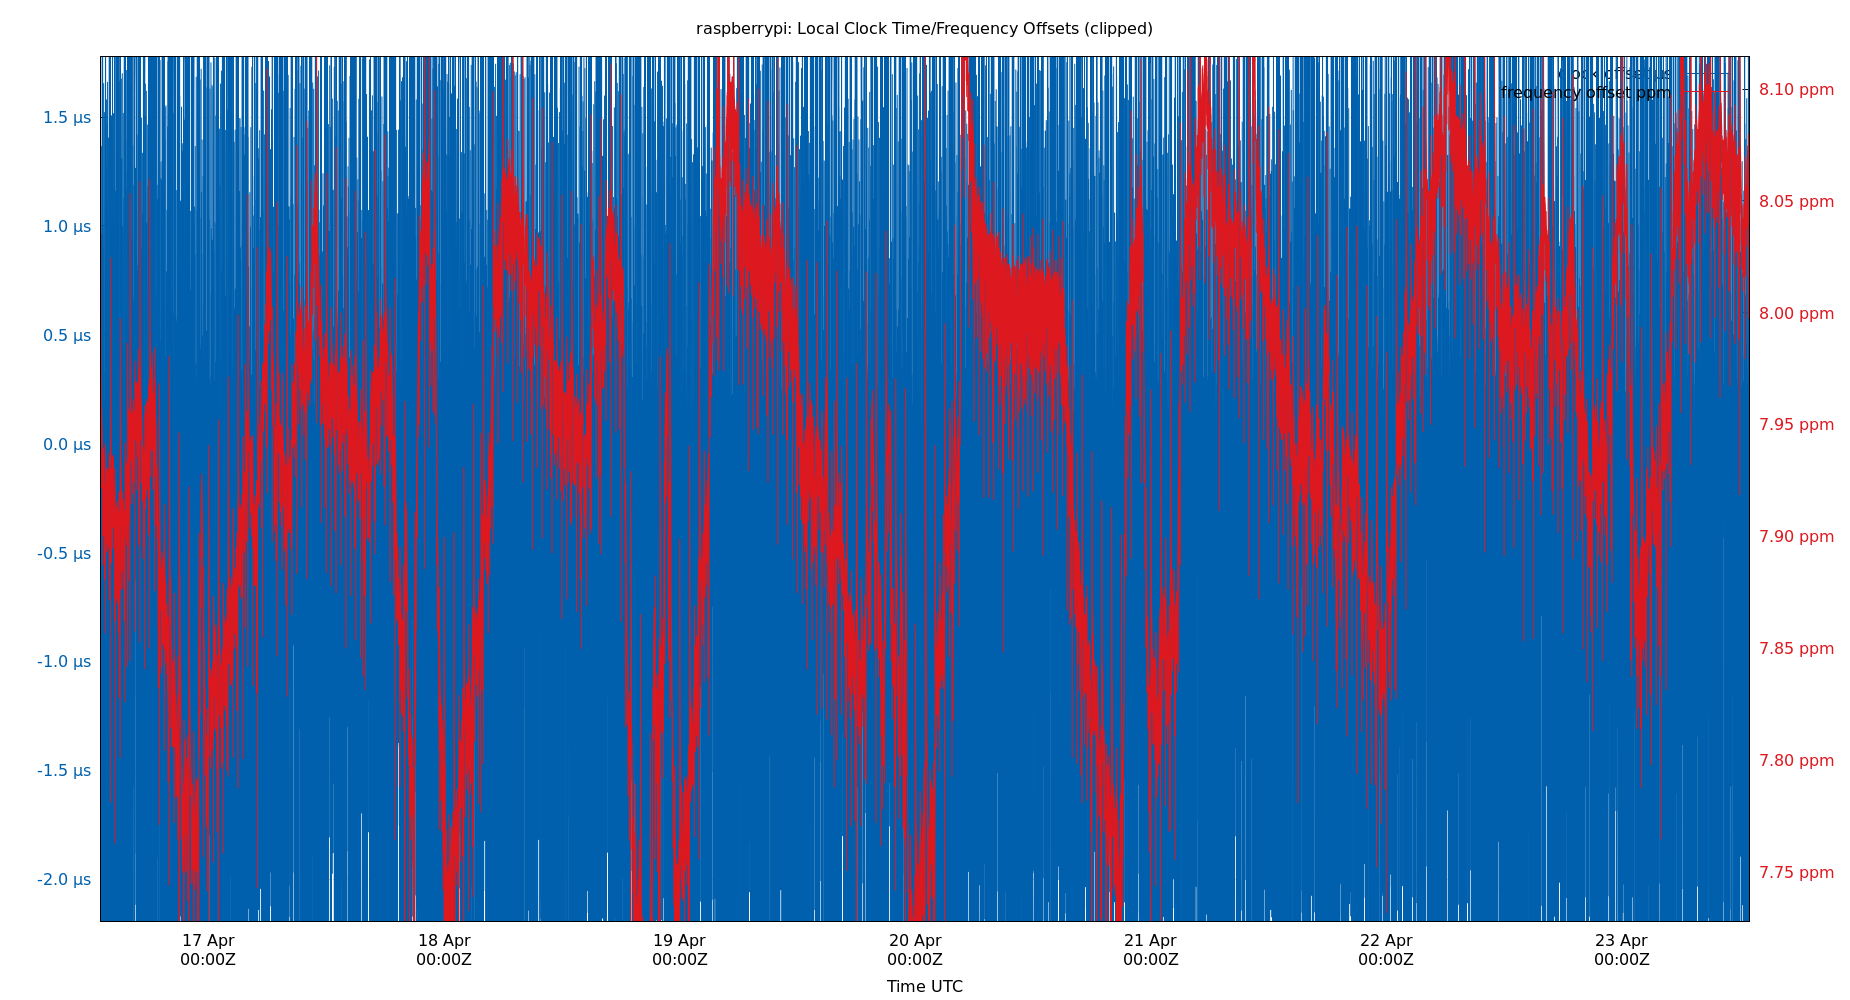 raspberrypi: Local Clock Time/Frequency Offsets (clipped)
clock offset µs
frequency offset ppm
1.5 µs
1.0 µs
0.5 µs
0.0 µs
-0.5 µs
-1.0 µs
-1.5 µs
-2.0 µs
8.10 ppm
8.05 ppm
8.00 ppm
7.95 ppm
7.90 ppm
7.85 ppm
7.80 ppm
7.75 ppm
17 Apr
00:00Z
18 Apr
00:00Z
19 Apr
00:00Z
20 Apr
00:00Z
21 Apr
00:00Z
22 Apr
00:00Z
23 Apr
00:00Z
Time UTC